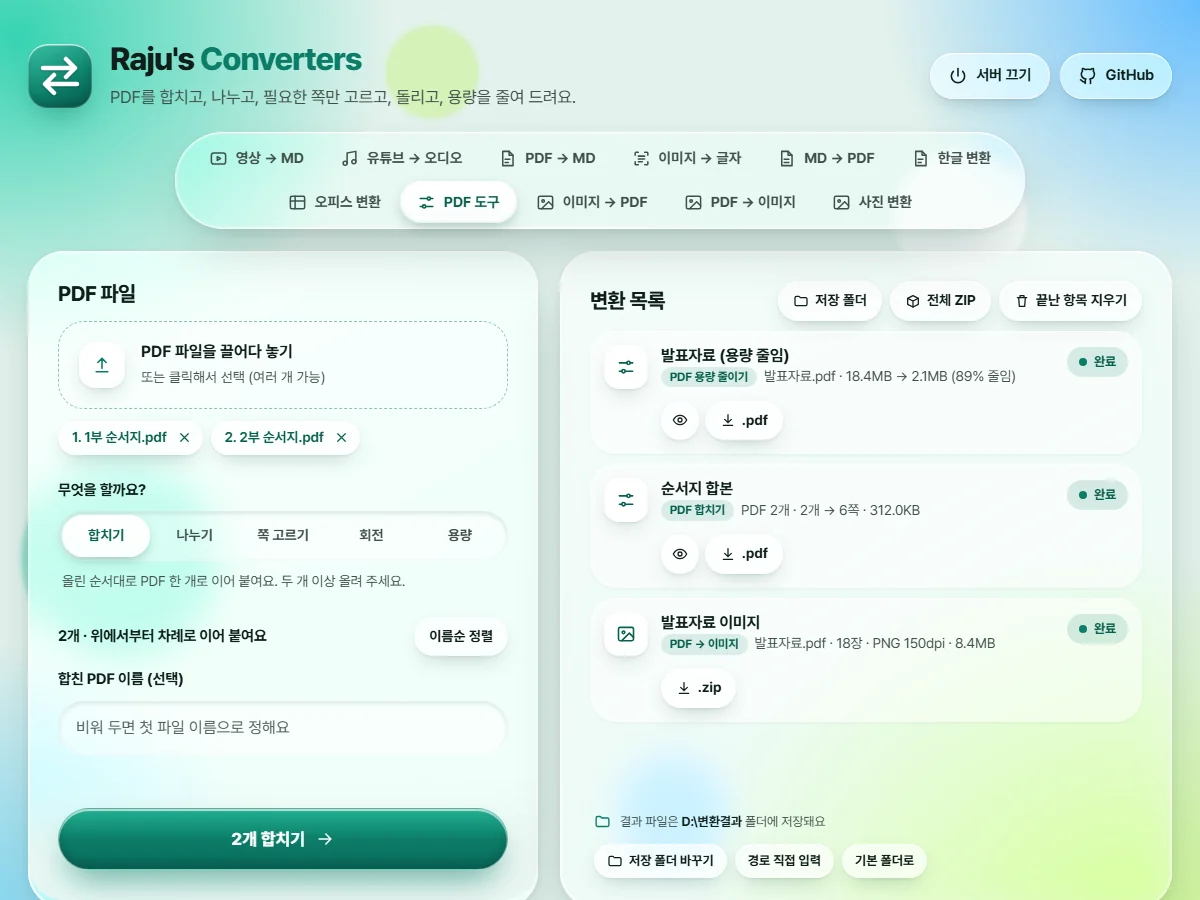 Raju's Converters
PDF를 합치고, 나누고, 필요한 쪽만 고르고, 돌리고, 용량을 줄여 드려요.
서버 끄기
GitHub
영상 → MD
유튜브 → 오디오
PDF → MD
이미지 → 글자
MD → PDF
한글 변환
오피스 변환
PDF 도구
이미지 → PDF
PDF → 이미지
사진 변환
PDF 파일
PDF 파일을 끌어다 놓기
또는 클릭해서 선택 (여러 개 가능)
1. 1부 순서지.pdf ×
2. 2부 순서지.pdf ×
무엇을 할까요?
합치기
나누기
쪽 고르기
회전
용량
올린 순서대로 PDF 한 개로 이어 붙여요. 두 개 이상 올려 주세요.
2개 · 위에서부터 차례로 이어 붙여요
이름순 정렬
합친 PDF 이름 (선택)
비워 두면 첫 파일 이름으로 정해요
2개 합치기 →
변환 목록
저장 폴더
전체 ZIP
끝난 항목 지우기
발표자료 (용량 줄임)
PDF 용량 줄이기 발표자료.pdf · 18.4MB → 2.1MB (89% 줄임)
완료
.pdf
순서지 합본
PDF 합치기 PDF 2개 · 2개 → 6쪽 · 312.0KB
완료
.pdf
발표자료 이미지
PDF → 이미지 발표자료.pdf · 18장 · PNG 150dpi · 8.4MB
완료
.zip
결과 파일은 D:\변환결과 폴더에 저장돼요
저장 폴더 바꾸기
경로 직접 입력
기본 폴더로